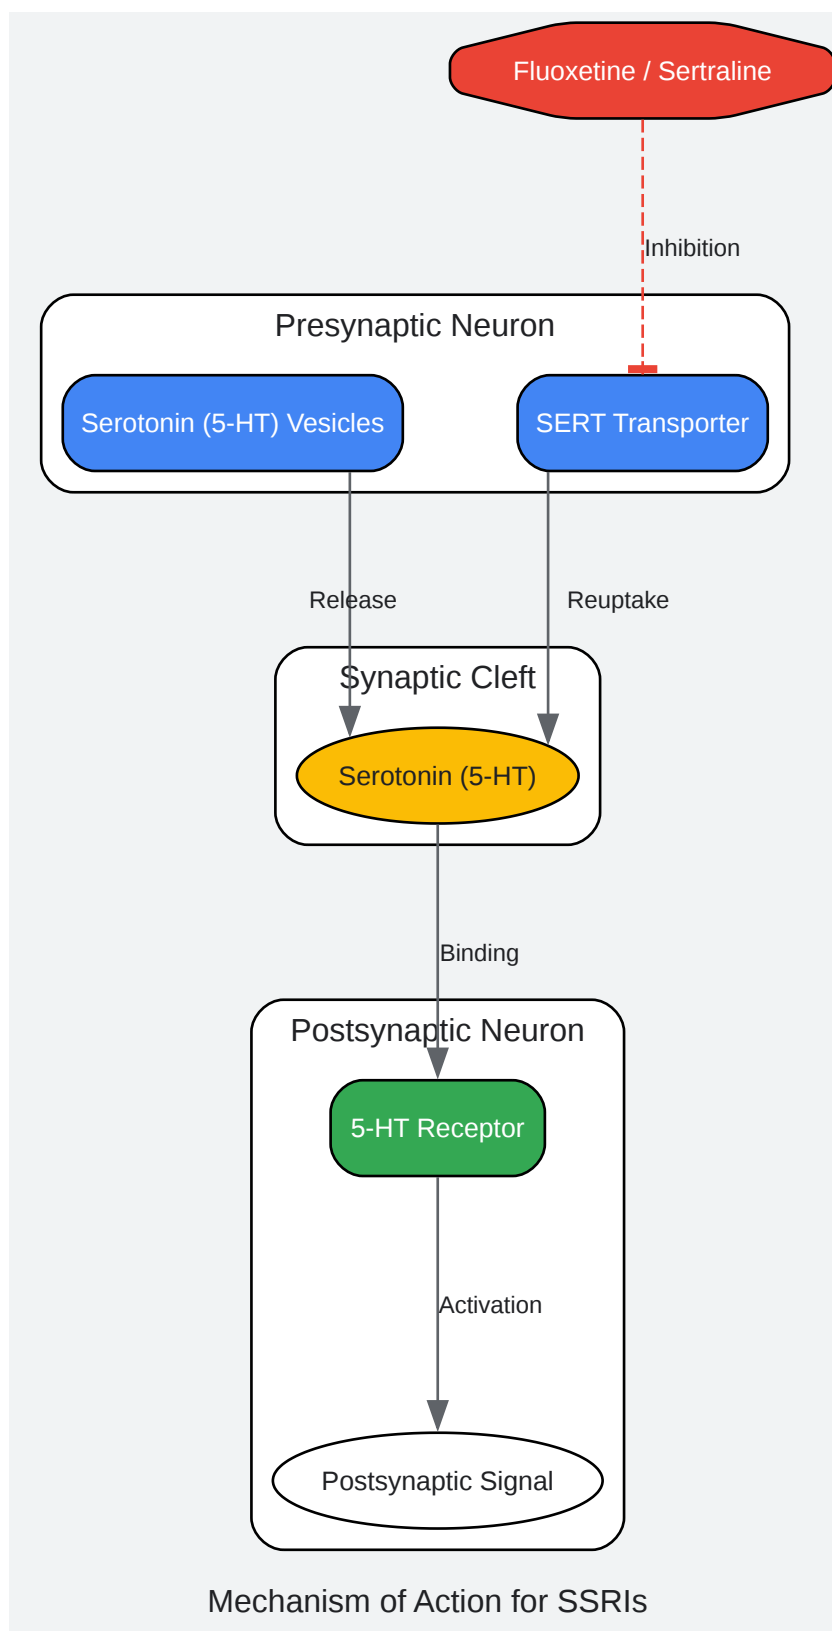 Fluoxetine / Sertraline
Inhibition
Presynaptic Neuron
Serotonin (5-HT) Vesicles
SERT Transporter
Release
Reuptake
Synaptic Cleft
Serotonin (5-HT)
Binding
Postsynaptic Neuron
5-HT Receptor
Activation
Postsynaptic Signal
Mechanism of Action for SSRIs